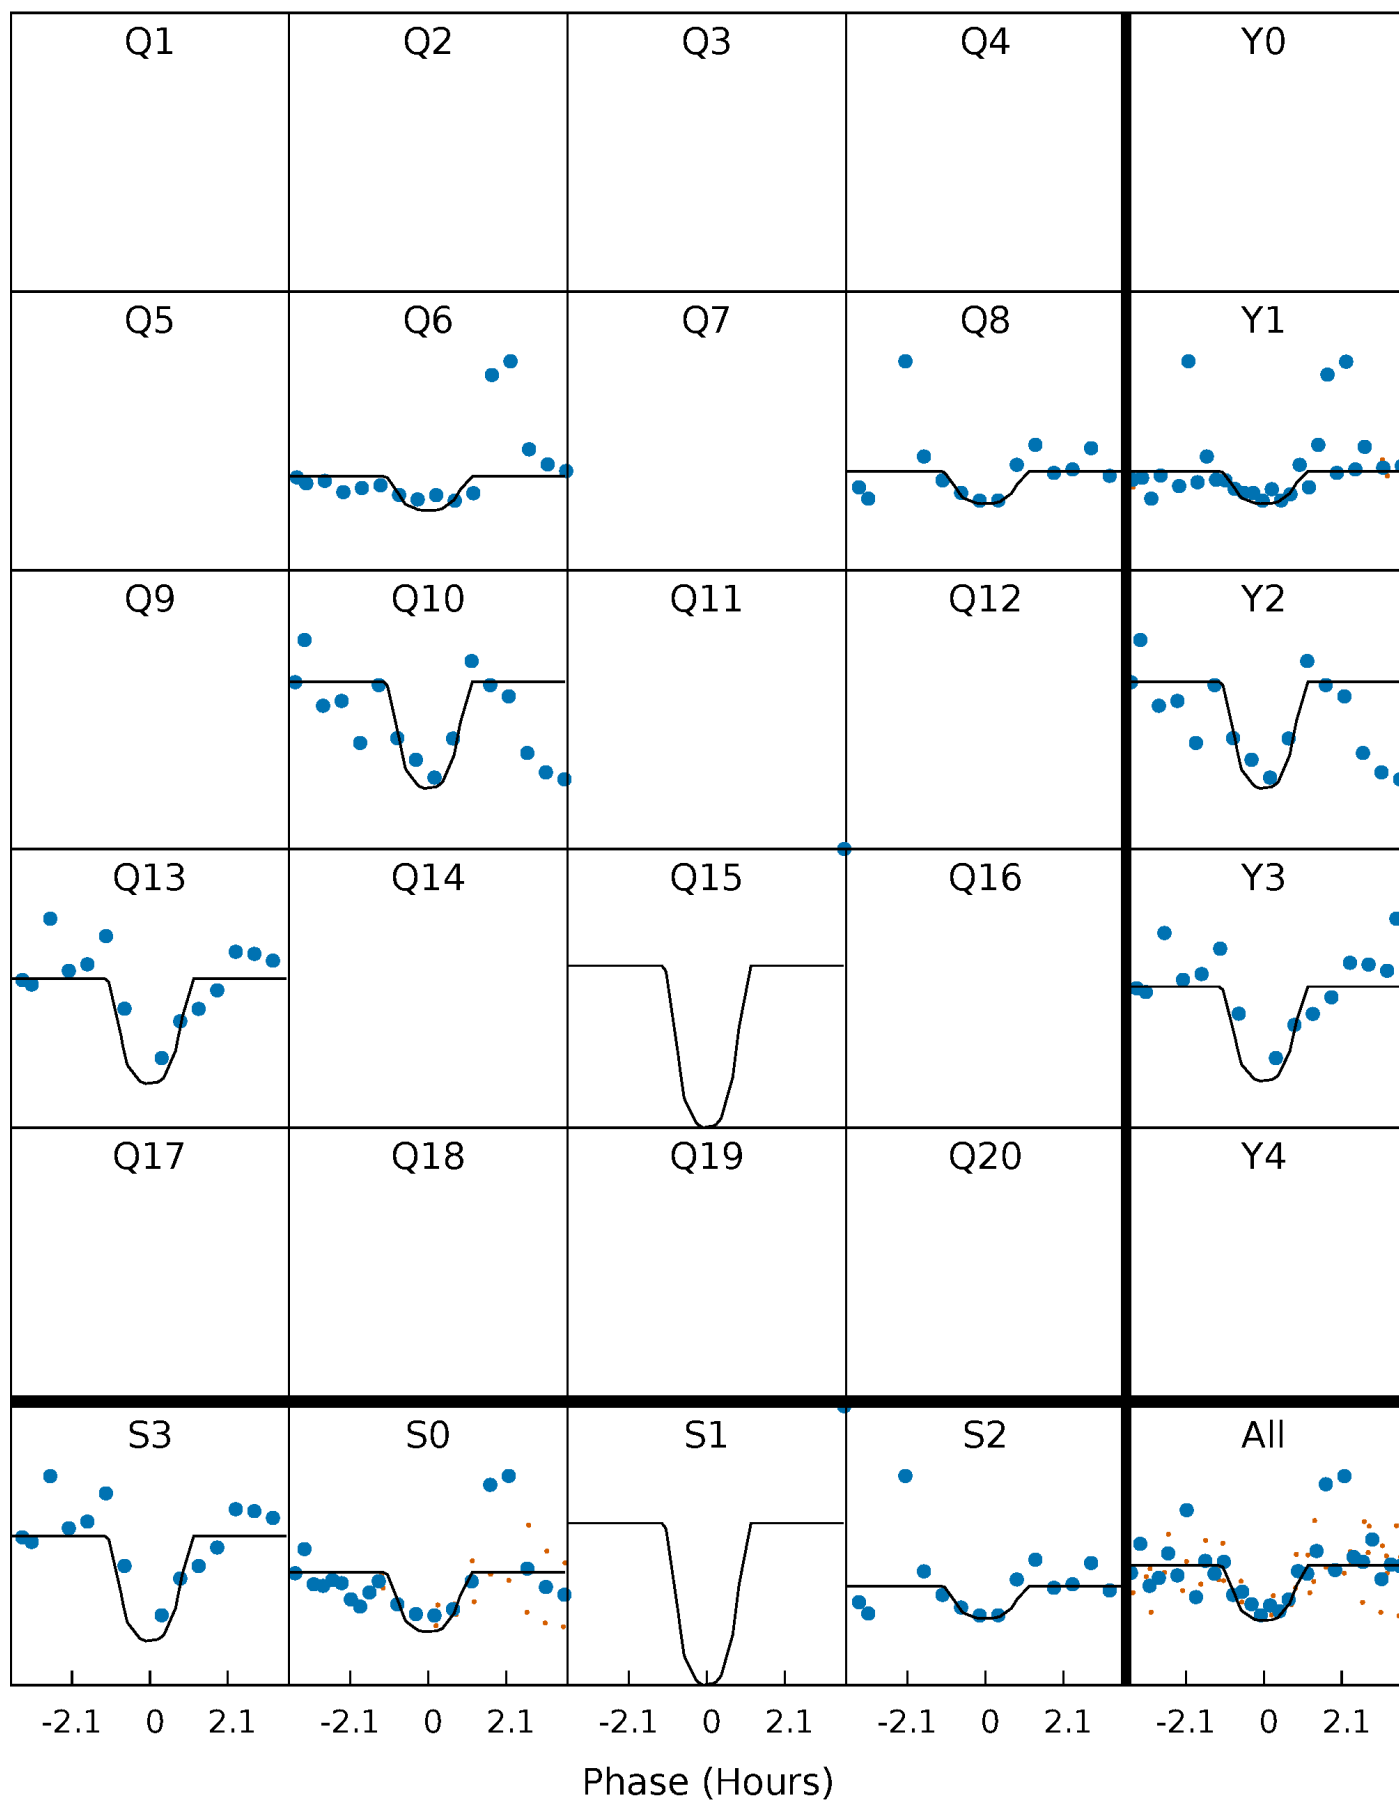 Q1 Q2 Q3 Q4 Y0
Q5 Q6 Q7 Q8 Y1
Q9 Q10 Q11 Q12 Y2
Q13 Q14 Q15 Q16 Y3
Q17 Q18 Q19 Q20 Y4
S3 S0 S1 S2 All
-2.1 0 2.1 -2.1 0 2.1 -2.1 0 2.1 -2.1 0 2.1 -2.1 0 2.1
Phase (Hours)